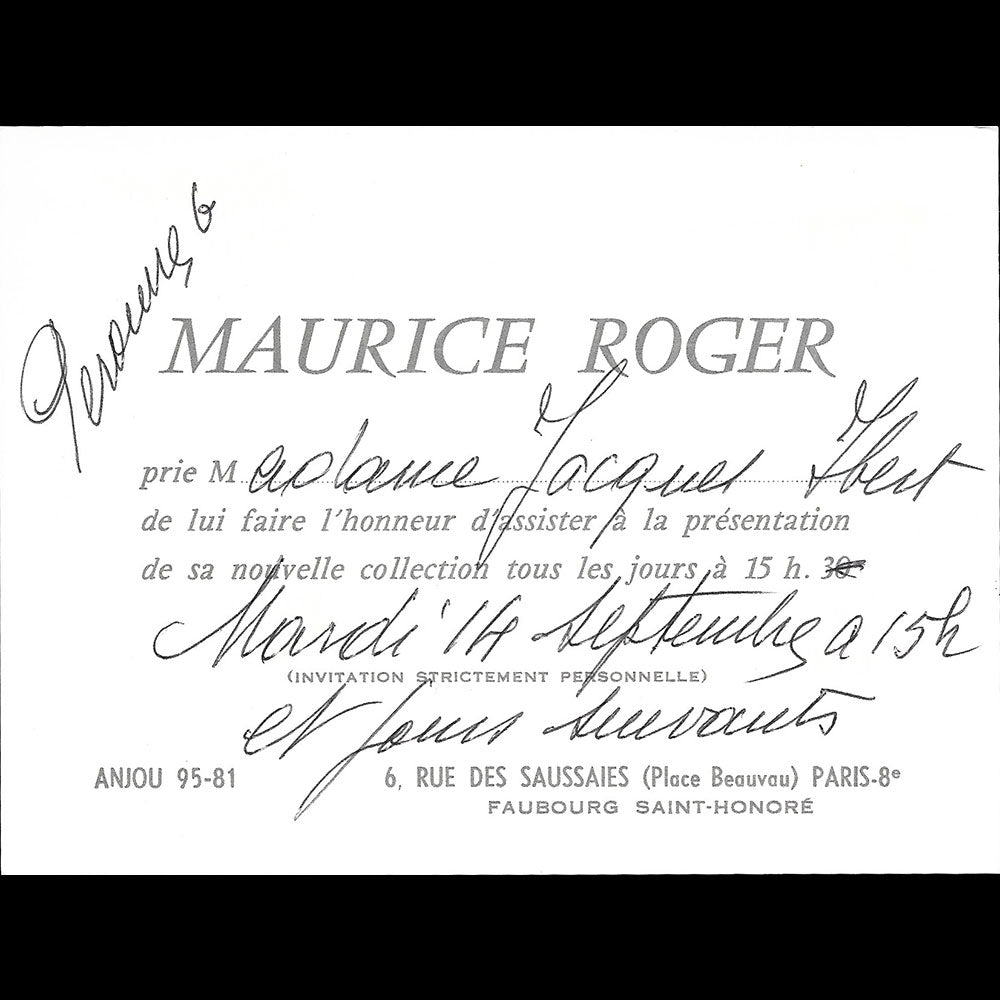 6
MAURICE ROGER
prie Madame Jacques Ibert
de lui faire l'honneur d'assister à la présentation
de sa nouvelle collection tous les jours à 15 h. 30
Mardi 14 Septembre a 15h
(INVITATION STRICTEMENT PERSONNELLE)
et jours suivants
ANJOU 95-81 6, RUE DES SAUSSAIES (Place Beauvau) PARIS-8e
FAUBOURG SAINT-HONORÉ